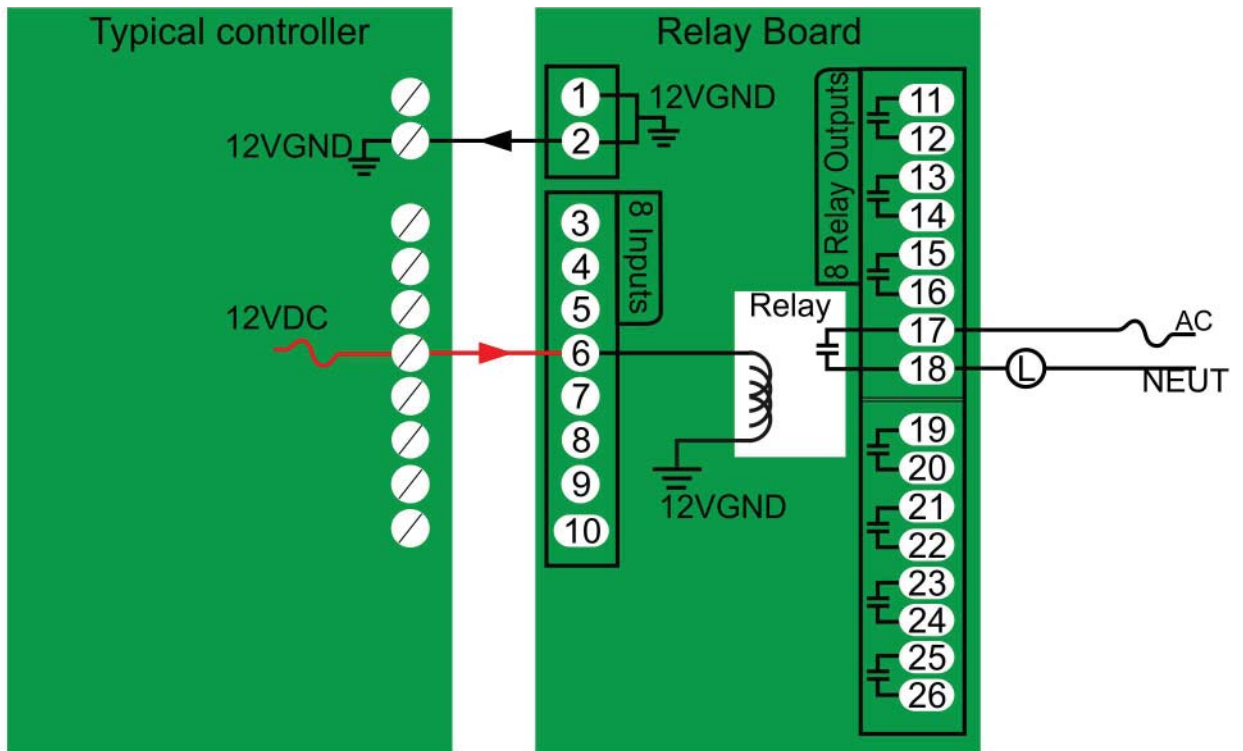 Typical controller
12VGND
12VDC
Relay Board
1
2
12VGND
8 Inputs
3
4
5
6
7
8
9
10
Relay
12VGND
8 Relay Outputs
11
12
13
14
15
16
17
18
19
20
21
22
23
24
25
26
AC
L
NEUT